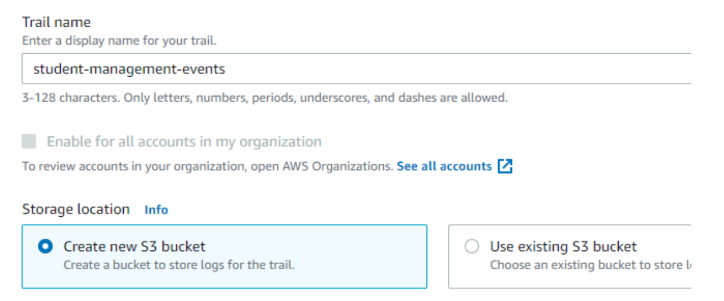 Trail name
Enter a display name for your trail.
student-management-events
3-128 characters. Only letters, numbers, periods, underscores, and dashes are allowed.
Enable for all accounts in my organization
To review accounts in your organization, open AWS Organizations. See all accounts
Storage location Info
Create new S3 bucket
Create a bucket to store logs for the trail.
Use existing S3 bucket
Choose an existing bucket to store